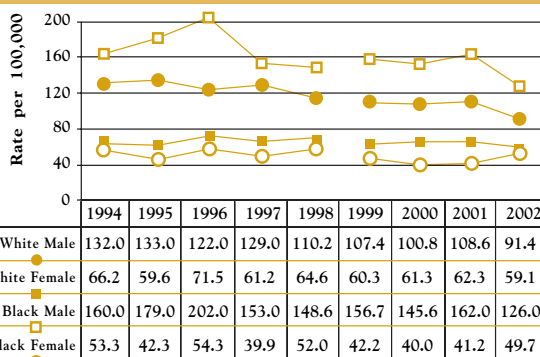 Rate per 100,000
200
160
120
80
40
0
1994 1995 1996 1997 1998 1999 2000 2001 2002
White Male 132.0 133.0 122.0 129.0 110.2 107.4 100.8 108.6 91.4
hite Female 66.2 59.6 71.5 61.2 64.6 60.3 61.3 62.3 59.1
Black Male 160.0 179.0 202.0 153.0 148.6 156.7 145.6 162.0 126.0
lack Female 53.3 42.3 54.3 39.9 52.0 42.2 40.0 41.2 49.7